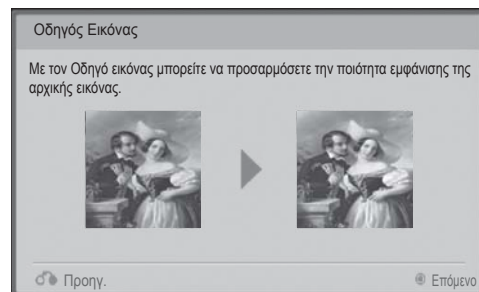 Οδηγός Εικόνας
Με τον Οδηγό εικόνας μπορείτε να προσαρμόσετε την ποιότητα εμφάνισης της
αρχικής εικόνας.
Προηγ.
Επόμενο